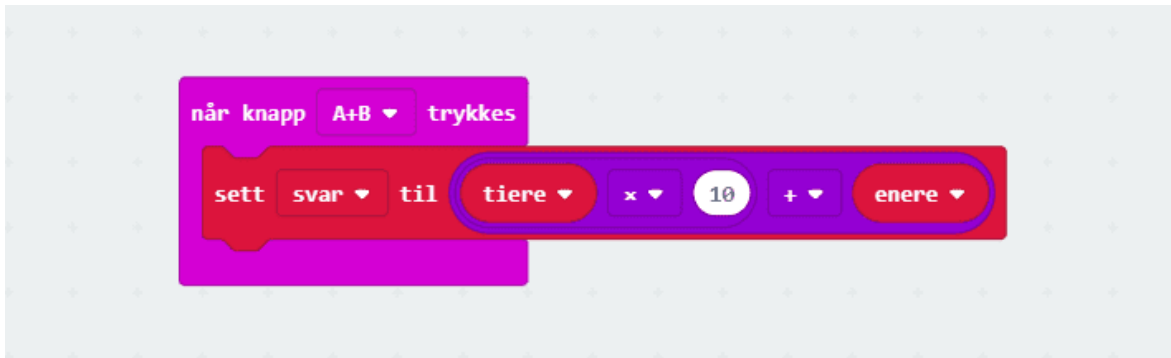 når knapp A+B trykkes
sett svar til tiere x 10 + enere